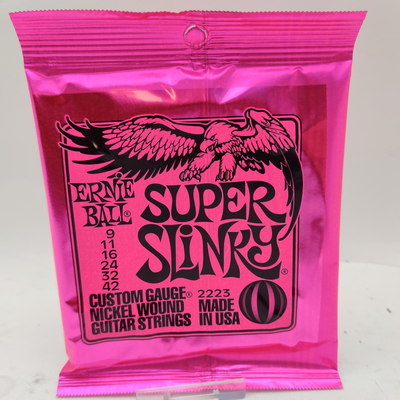 ERNIE
BALL®
SUPER
SLINKY®
9
11
16
24
32
42
CUSTOM GAUGE® 2223 MADE
NICKEL WOUND IN USA
GUITAR STRINGS